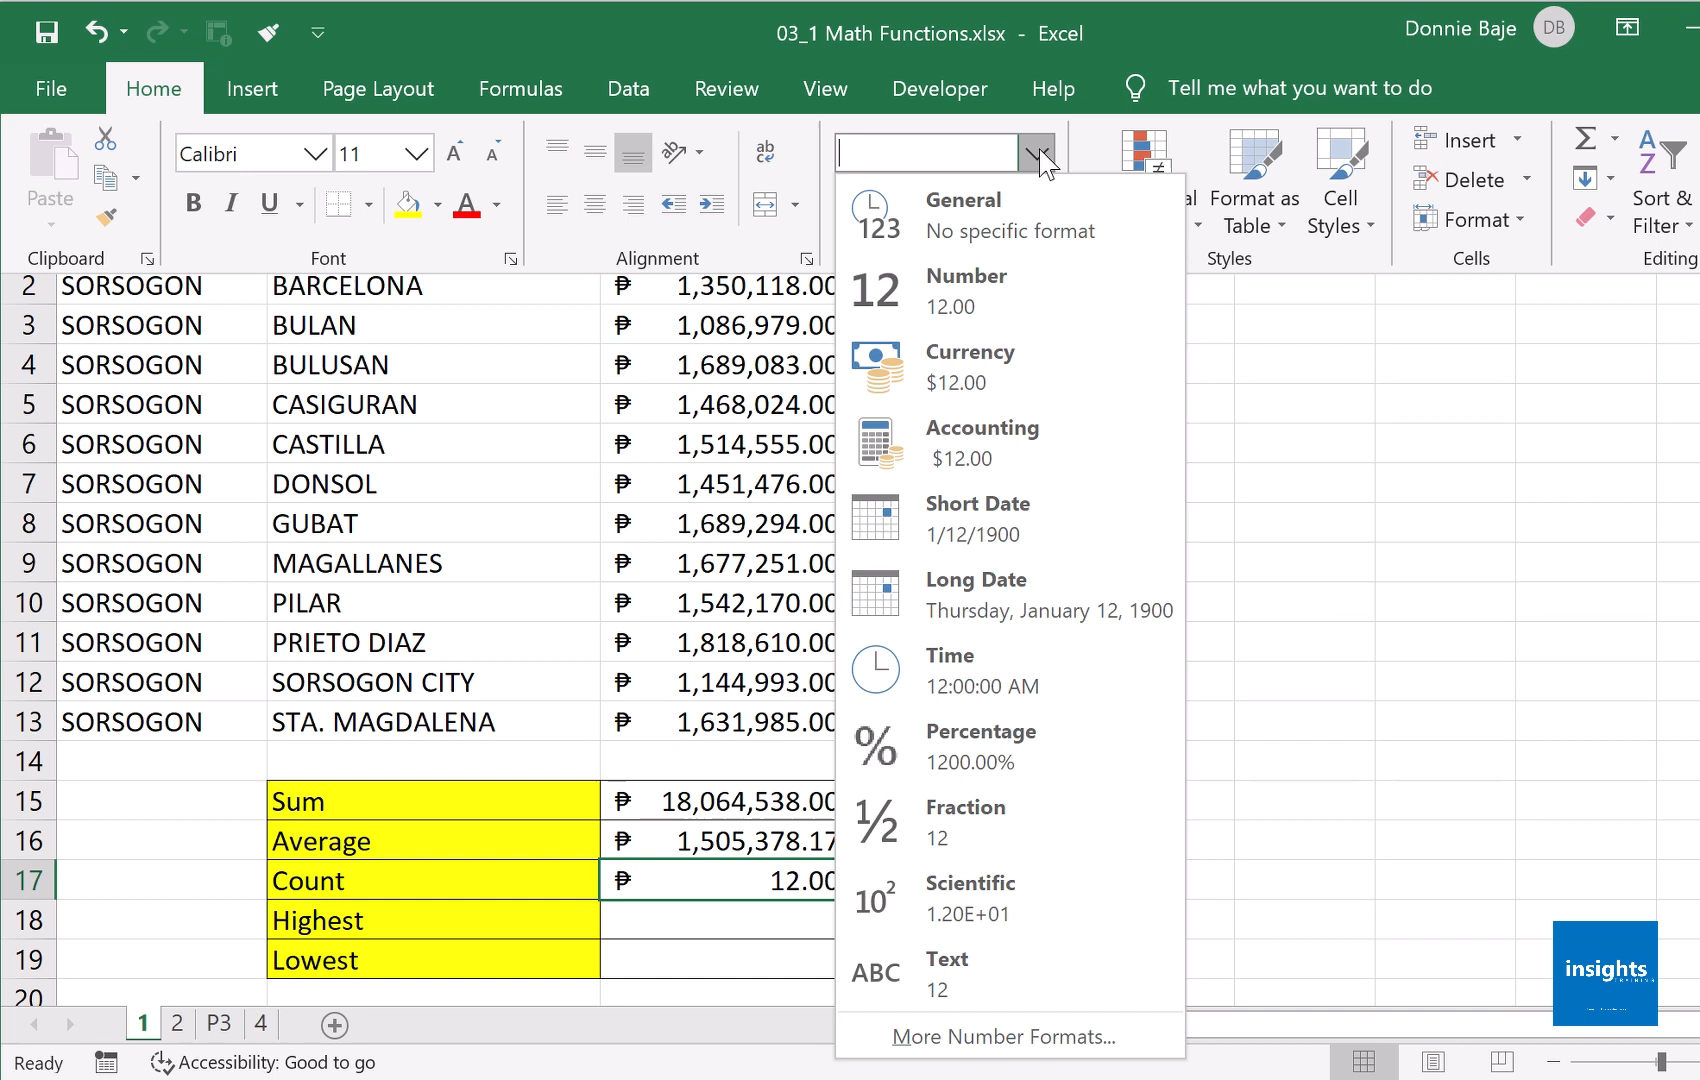 03_1 Math Functions.xlsx - Excel
Donnie Baje DB
File Home Insert Page Layout Formulas Data Review View Developer Help Tell me what you want to do
Paste
Clipboard
Calibri 11
B I U A
Font
ab
Alignment
al
Format as Table
Cell Styles
Styles
Insert
Delete
Format
Cells
Sort & Filter
Editing
General
No specific format
Number
12.00
Currency
$12.00
Accounting
$12.00
Short Date
1/12/1900
Long Date
Thursday, January 12, 1900
Time
12:00:00 AM
Percentage
1200.00%
Fraction
12
Scientific
1.20E+01
Text
12
More Number Formats...
2 SORSOGON BARCELONA ₱ 1,350,118.00
3 SORSOGON BULAN ₱ 1,086,979.00
4 SORSOGON BULUSAN ₱ 1,689,083.00
5 SORSOGON CASIGURAN ₱ 1,468,024.00
6 SORSOGON CASTILLA ₱ 1,514,555.00
7 SORSOGON DONSOL ₱ 1,451,476.00
8 SORSOGON GUBAT ₱ 1,689,294.00
9 SORSOGON MAGALLANES ₱ 1,677,251.00
10 SORSOGON PILAR ₱ 1,542,170.00
11 SORSOGON PRIETO DIAZ ₱ 1,818,610.00
12 SORSOGON SORSOGON CITY ₱ 1,144,993.00
13 SORSOGON STA. MAGDALENA ₱ 1,631,985.00
14
15 Sum ₱ 18,064,538.00
16 Average ₱ 1,505,378.17
17 Count ₱ 12.00
18 Highest
19 Lowest
20
1 2 P3 4
Ready Accessibility: Good to go
insights